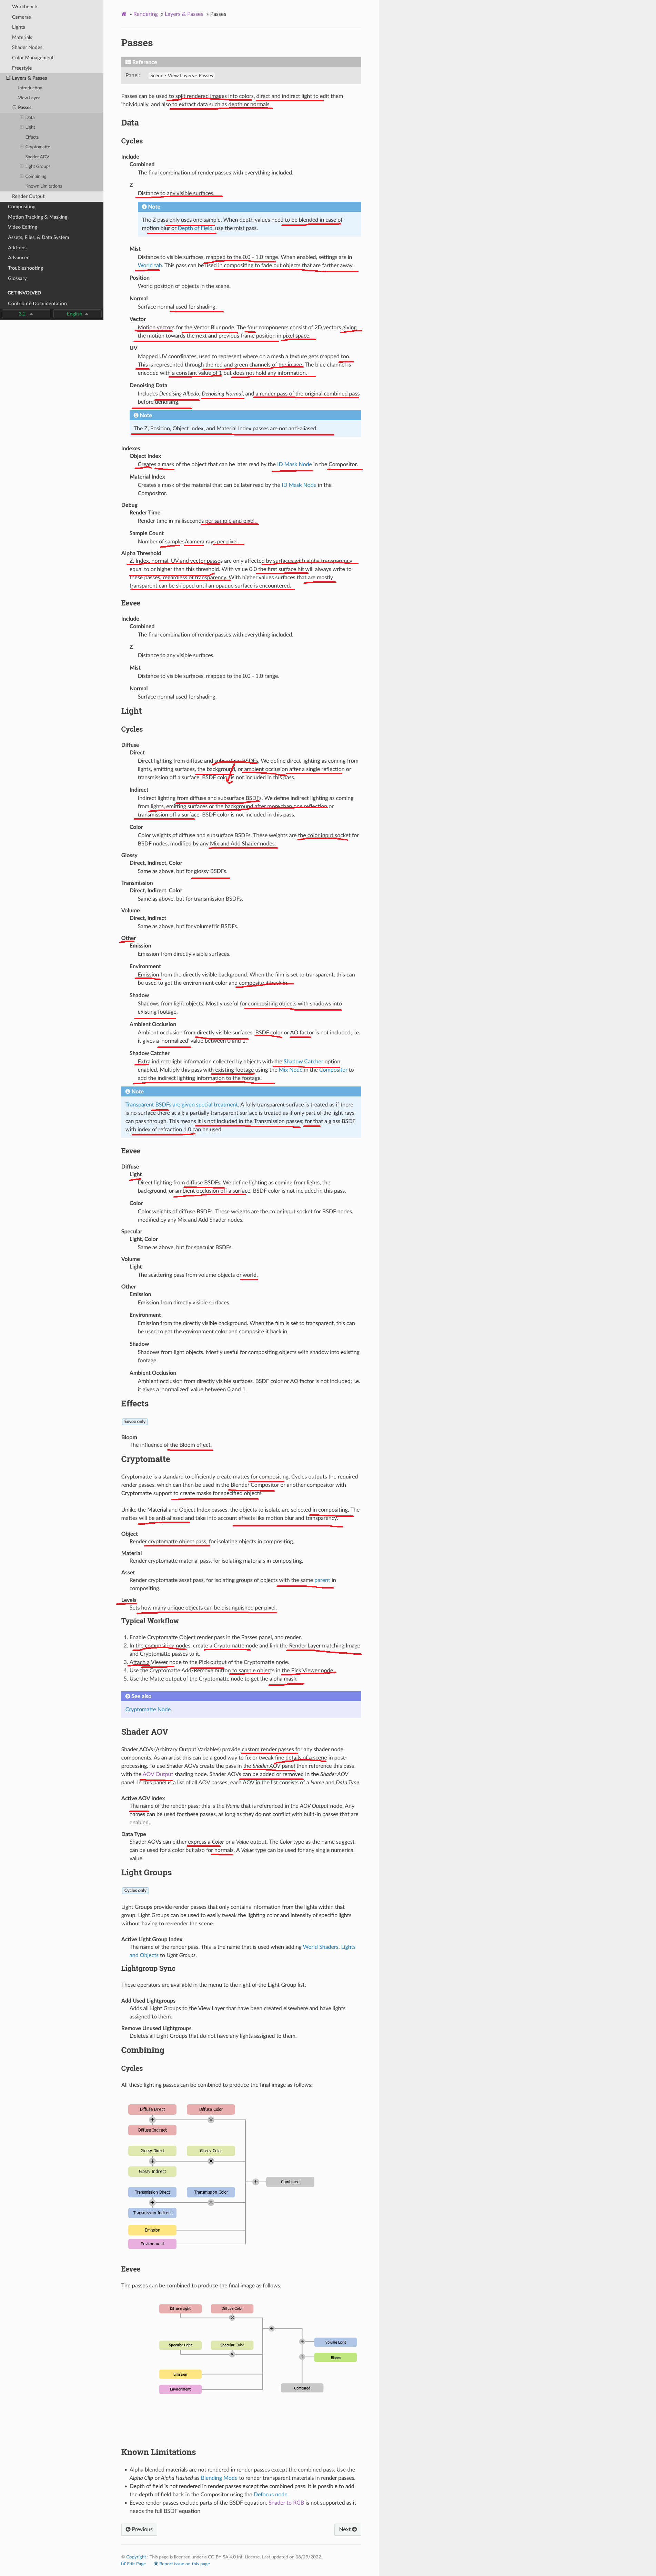 Workbench
Cameras
Lights
Materials
Shader Nodes
Color Management
Freestyle
Layers & Passes
Introduction
View Layer
Passes
Data
Light
Effects
Cryptomatte
Shader AOV
Light Groups
Combining
Known Limitations
Render Output
Compositing
Motion Tracking & Masking
Video Editing
Assets, Files, & Data System
Add-ons
Advanced
Troubleshooting
Glossary
GET INVOLVED
Contribute Documentation
3.2
English
» Rendering » Layers & Passes » Passes
Passes
Reference
Panel: Scene ‣ View Layers ‣ Passes
Passes can be used to split rendered images into colors, direct and indirect light to edit them
individually, and also to extract data such as depth or normals.
Data
Cycles
Include
Combined
The final combination of render passes with everything included.
Z
Distance to any visible surfaces.
Note
The Z pass only uses one sample. When depth values need to be blended in case of
motion blur or Depth of Field, use the mist pass.
Mist
Distance to visible surfaces, mapped to the 0.0 - 1.0 range. When enabled, settings are in
World tab. This pass can be used in compositing to fade out objects that are farther away.
Position
World position of objects in the scene.
Normal
Surface normal used for shading.
Vector
Motion vectors for the Vector Blur node. The four components consist of 2D vectors giving
the motion towards the next and previous frame position in pixel space.
UV
Mapped UV coordinates, used to represent where on a mesh a texture gets mapped too.
This is represented through the red and green channels of the image. The blue channel is
encoded with a constant value of 1 but does not hold any information.
Denoising Data
Includes Denoising Albedo, Denoising Normal, and a render pass of the original combined pass
before denoising.
Note
The Z, Position, Object Index, and Material Index passes are not anti-aliased.
Indexes
Object Index
Creates a mask of the object that can be later read by the ID Mask Node in the Compositor.
Material Index
Creates a mask of the material that can be later read by the ID Mask Node in the
Compositor.
Debug
Render Time
Render time in milliseconds per sample and pixel.
Sample Count
Number of samples/camera rays per pixel.
Alpha Threshold
Z, Index, normal, UV and vector passes are only affected by surfaces with alpha transparency
equal to or higher than this threshold. With value 0.0 the first surface hit will always write to
these passes, regardless of transparency. With higher values surfaces that are mostly
transparent can be skipped until an opaque surface is encountered.
Eevee
Include
Combined
The final combination of render passes with everything included.
Z
Distance to any visible surfaces.
Mist
Distance to visible surfaces, mapped to the 0.0 - 1.0 range.
Normal
Surface normal used for shading.
Light
Cycles
Diffuse
Direct
Direct lighting from diffuse and subsurface BSDFs. We define direct lighting as coming from
lights, emitting surfaces, the background, or ambient occlusion after a single reflection or
transmission off a surface. BSDF color is not included in this pass.
Indirect
Indirect lighting from diffuse and subsurface BSDFs. We define indirect lighting as coming
from lights, emitting surfaces or the background after more than one reflection or
transmission off a surface. BSDF color is not included in this pass.
Color
Color weights of diffuse and subsurface BSDFs. These weights are the color input socket for
BSDF nodes, modified by any Mix and Add Shader nodes.
Glossy
Direct, Indirect, Color
Same as above, but for glossy BSDFs.
Transmission
Direct, Indirect, Color
Same as above, but for transmission BSDFs.
Volume
Direct, Indirect
Same as above, but for volumetric BSDFs.
Other
Emission
Emission from directly visible surfaces.
Environment
Emission from the directly visible background. When the film is set to transparent, this can
be used to get the environment color and composite it back in.
Shadow
Shadows from light objects. Mostly useful for compositing objects with shadows into
existing footage.
Ambient Occlusion
Ambient occlusion from directly visible surfaces. BSDF color or AO factor is not included; i.e.
it gives a 'normalized' value between 0 and 1.
Shadow Catcher
Extra indirect light information collected by objects with the Shadow Catcher option
enabled. Multiply this pass with existing footage using the Mix Node in the Compositor to
add the indirect lighting information to the footage.
Note
Transparent BSDFs are given special treatment. A fully transparent surface is treated as if there
is no surface there at all; a partially transparent surface is treated as if only part of the light rays
can pass through. This means it is not included in the Transmission passes; for that a glass BSDF
with index of refraction 1.0 can be used.
Eevee
Diffuse
Light
Direct lighting from diffuse BSDFs. We define lighting as coming from lights, the
background, or ambient occlusion off a surface. BSDF color is not included in this pass.
Color
Color weights of diffuse BSDFs. These weights are the color input socket for BSDF nodes,
modified by any Mix and Add Shader nodes.
Specular
Light, Color
Same as above, but for specular BSDFs.
Volume
Light
The scattering pass from volume objects or world.
Other
Emission
Emission from directly visible surfaces.
Environment
Emission from the directly visible background. When the film is set to transparent, this can
be used to get the environment color and composite it back in.
Shadow
Shadows from light objects. Mostly useful for compositing objects with shadow into existing
footage.
Ambient Occlusion
Ambient occlusion from directly visible surfaces. BSDF color or AO factor is not included; i.e.
it gives a 'normalized' value between 0 and 1.
Effects
Eevee only
Bloom
The influence of the Bloom effect.
Cryptomatte
Cryptomatte is a standard to efficiently create mattes for compositing. Cycles outputs the required
render passes, which can then be used in the Blender Compositor or another compositor with
Cryptomatte support to create masks for specified objects.
Unlike the Material and Object Index passes, the objects to isolate are selected in compositing. The
mattes will be anti-aliased and take into account effects like motion blur and transparency.
Object
Render cryptomatte object pass, for isolating objects in compositing.
Material
Render cryptomatte material pass, for isolating materials in compositing.
Asset
Render cryptomatte asset pass, for isolating groups of objects with the same parent in
compositing.
Levels
Sets how many unique objects can be distinguished per pixel.
Typical Workflow
1. Enable Cryptomatte Object render pass in the Passes panel, and render.
2. In the compositing nodes, create a Cryptomatte node and link the Render Layer matching Image
and Cryptomatte passes to it.
3. Attach a Viewer node to the Pick output of the Cryptomatte node.
4. Use the Cryptomatte Add/Remove button to sample objects in the Pick Viewer node.
5. Use the Matte output of the Cryptomatte node to get the alpha mask.
See also
Cryptomatte Node.
Shader AOV
Shader AOVs (Arbitrary Output Variables) provide custom render passes for any shader node
components. As an artist this can be a good way to fix or tweak fine details of a scene in post-
processing. To use Shader AOVs create the pass in the Shader AOV panel then reference this pass
with the AOV Output shading node. Shader AOVs can be added or removed in the Shader AOV
panel. In this panel is a list of all AOV passes; each AOV in the list consists of a Name and Data Type.
Active AOV Index
The name of the render pass; this is the Name that is referenced in the AOV Output node. Any
names can be used for these passes, as long as they do not conflict with built-in passes that are
enabled.
Data Type
Shader AOVs can either express a Color or a Value output. The Color type as the name suggest
can be used for a color but also for normals. A Value type can be used for any single numerical
value.
Light Groups
Cycles only
Light Groups provide render passes that only contains information from the lights within that
group. Light Groups can be used to easily tweak the lighting color and intensity of specific lights
without having to re-render the scene.
Active Light Group Index
The name of the render pass. This is the name that is used when adding World Shaders, Lights
and Objects to Light Groups.
Lightgroup Sync
These operators are available in the menu to the right of the Light Group list.
Add Used Lightgroups
Adds all Light Groups to the View Layer that have been created elsewhere and have lights
assigned to them.
Remove Unused Lightgroups
Deletes all Light Groups that do not have any lights assigned to them.
Combining
Cycles
All these lighting passes can be combined to produce the final image as follows:
Diffuse Direct
Diffuse Color
Diffuse Indirect
Glossy Direct
Glossy Color
Glossy Indirect
Combined
Transmission Direct
Transmission Color
Transmission Indirect
Emission
Environment
Eevee
The passes can be combined to produce the final image as follows:
Diffuse Light
Diffuse Color
Volume Light
Specular Light
Specular Color
Bloom
Emission
Environment
Combined
Known Limitations
• Alpha blended materials are not rendered in render passes except the combined pass. Use the
Alpha Clip or Alpha Hashed as Blending Mode to render transparent materials in render passes.
• Depth of field is not rendered in render passes except the combined pass. It is possible to add
the depth of field back in the Compositor using the Defocus node.
• Eevee render passes exclude parts of the BSDF equation. Shader to RGB is not supported as it
needs the full BSDF equation.
Previous
Next
© Copyright : This page is licensed under a CC-BY-SA 4.0 Int. License. Last updated on 08/29/2022.
Edit Page
Report issue on this page